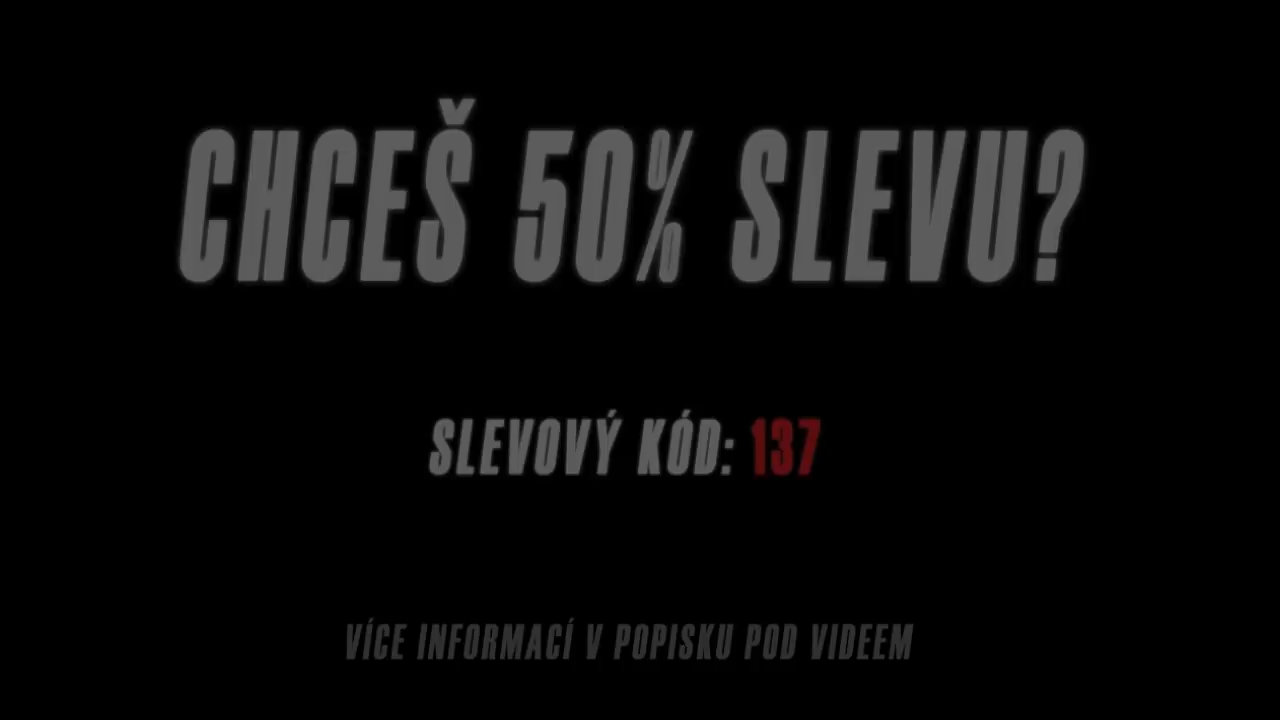 CHCEŠ 50% SLEVU?
SLEVOVÝ KÓD: 137
VÍCE INFORMACÍ V POPISKU POD VIDEEM